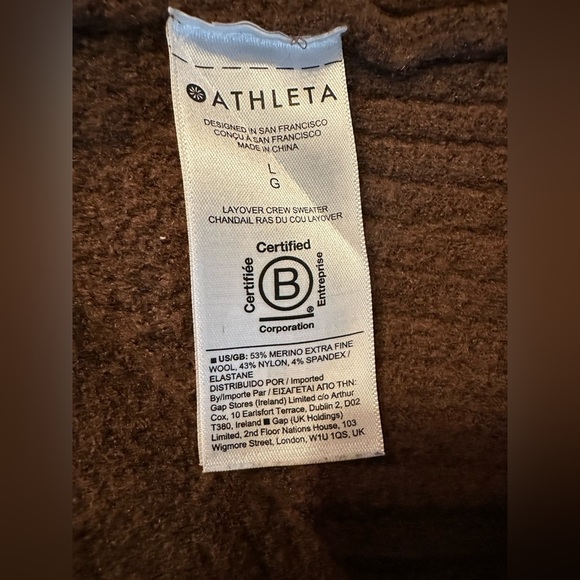 ATHLETA
DESIGNED IN SAN FRANCISCO
CONÇU À SAN FRANCISCO
MADE IN CHINA
L
G
LAYOVER CREW SWEATER
CHANDAIL RAS DU COU LAYOVER
Certified
Certifiée
B
Entreprise
®
Corporation
■ US/GB: 53% MERINO EXTRA FINE
WOOL, 43% NYLON, 4% SPANDEX /
ELASTANE
DISTRIBUIDO POR / Imported
By/Importe Par / ΕΙΣΑΓΕΤΑΙ ΑΠΟ ΤΗΝ:
Gap Stores (Ireland) Limited c/o Arthur
Cox, 10 Earlsfort Terrace, Dublin 2, D02
T380, Ireland ■ Gap (UK Holdings)
Limited, 2nd Floor Nations House, 103
Wigmore Street, London, W1U 1QS, UK